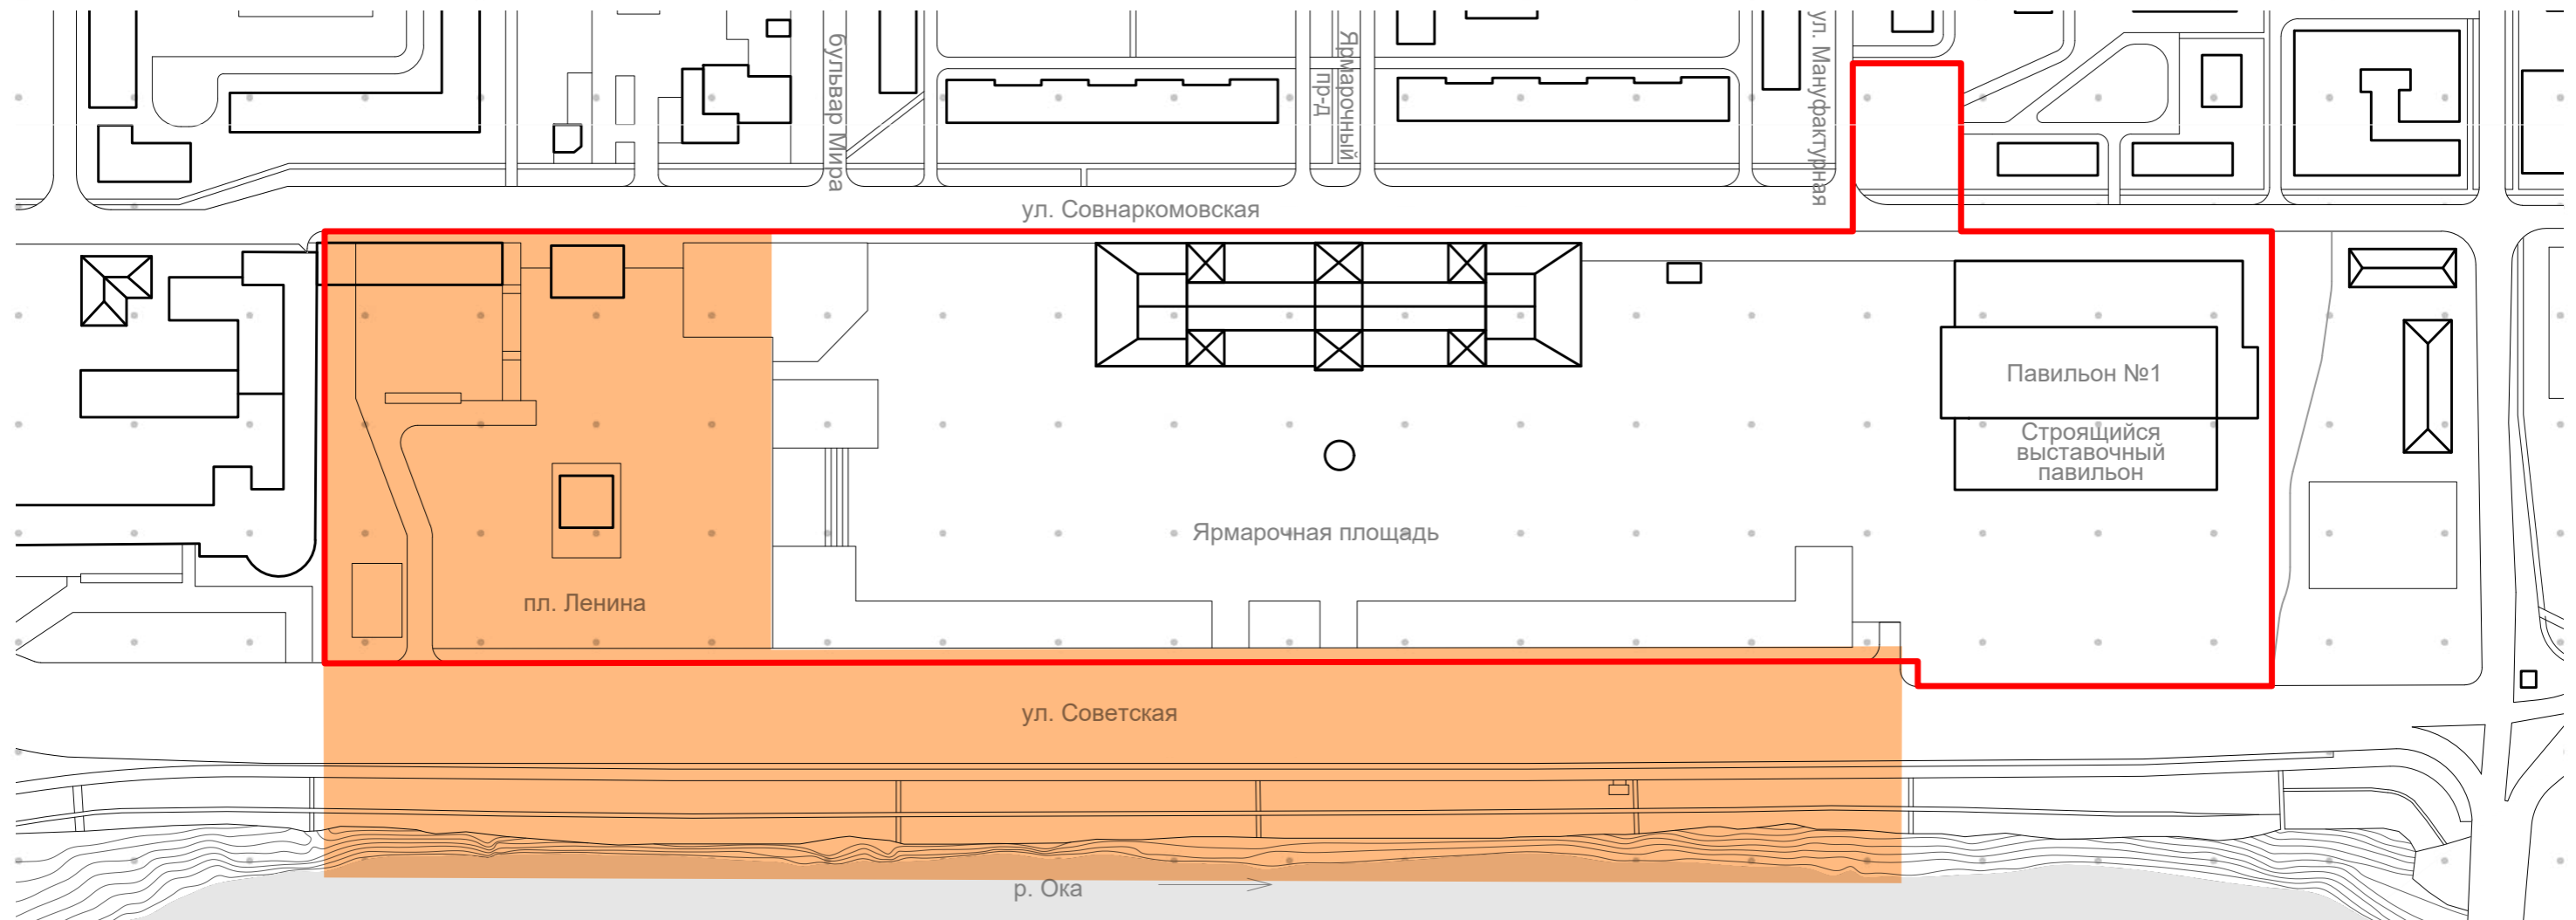 бульвар Мира
Ярмарочный
пр-д
ул. Мануфактурная
ул. Совнаркомовская
Павильон №1
Строящийся
выставочный
павильон
Ярмарочная площадь
пл. Ленина
ул. Советская
р. Ока